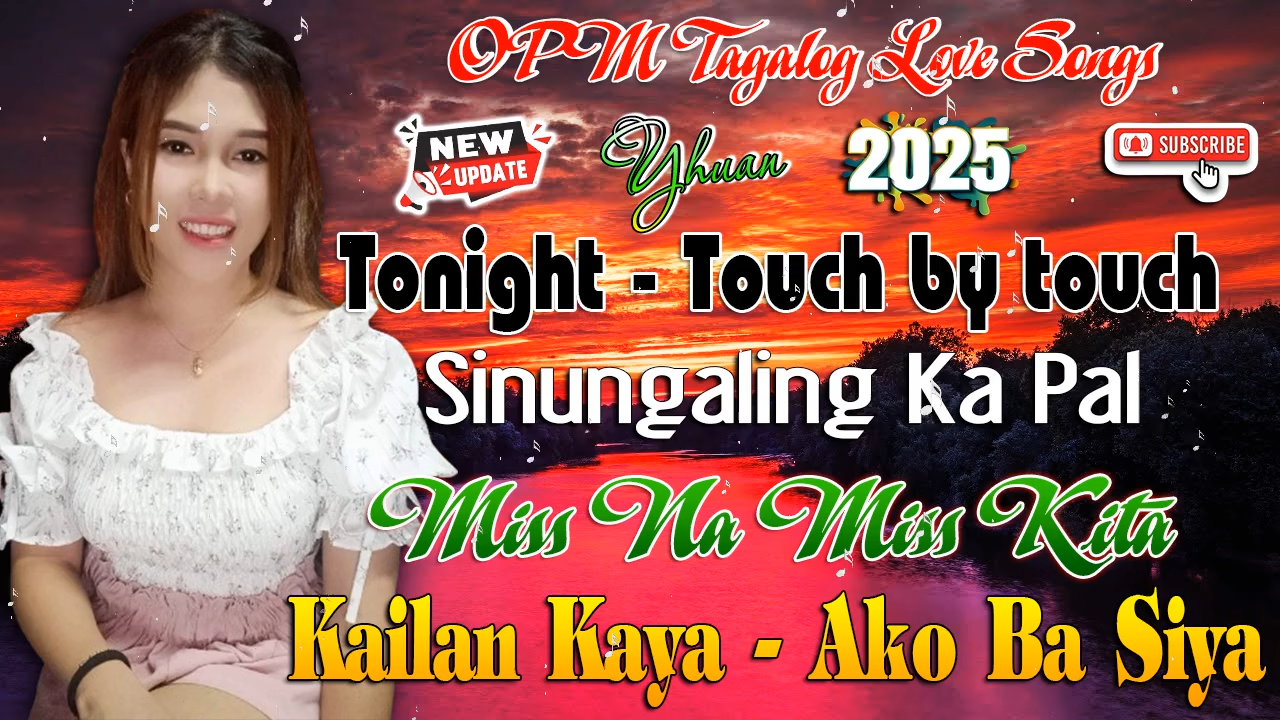 OPM Tagalog Love Songs
NEW UPDATE Yhuan 2025 SUBSCRIBE
Tonight - Touch by touch
Sinungaling Ka Pal
Miss Na Miss Kita
Kailan Kaya - Ako Ba Siya